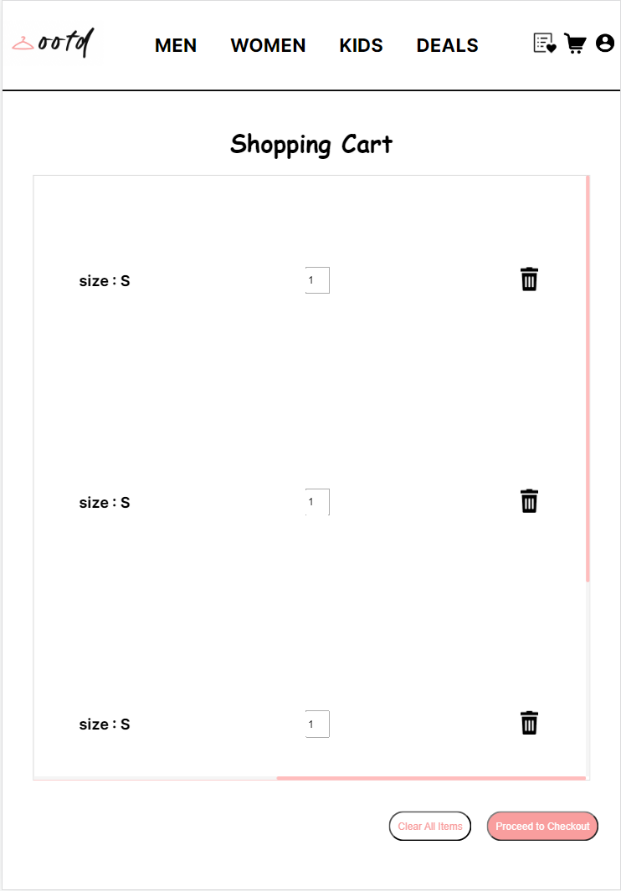 ootd MEN WOMEN KIDS DEALS
Shopping Cart
size : S 1
size : S 1
size : S 1
Clear All Items Proceed to Checkout